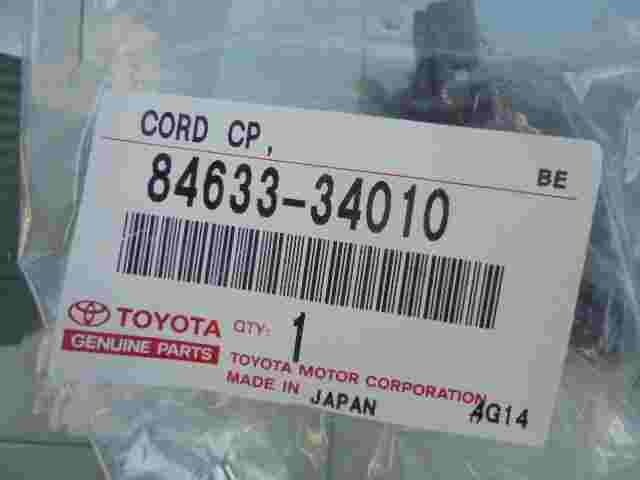 CORD CP,
BE
84633-34010
TOYOTA
GENUINE PARTS
QTY: 1
TOYOTA MOTOR CORPORATION
MADE IN JAPAN
AG14